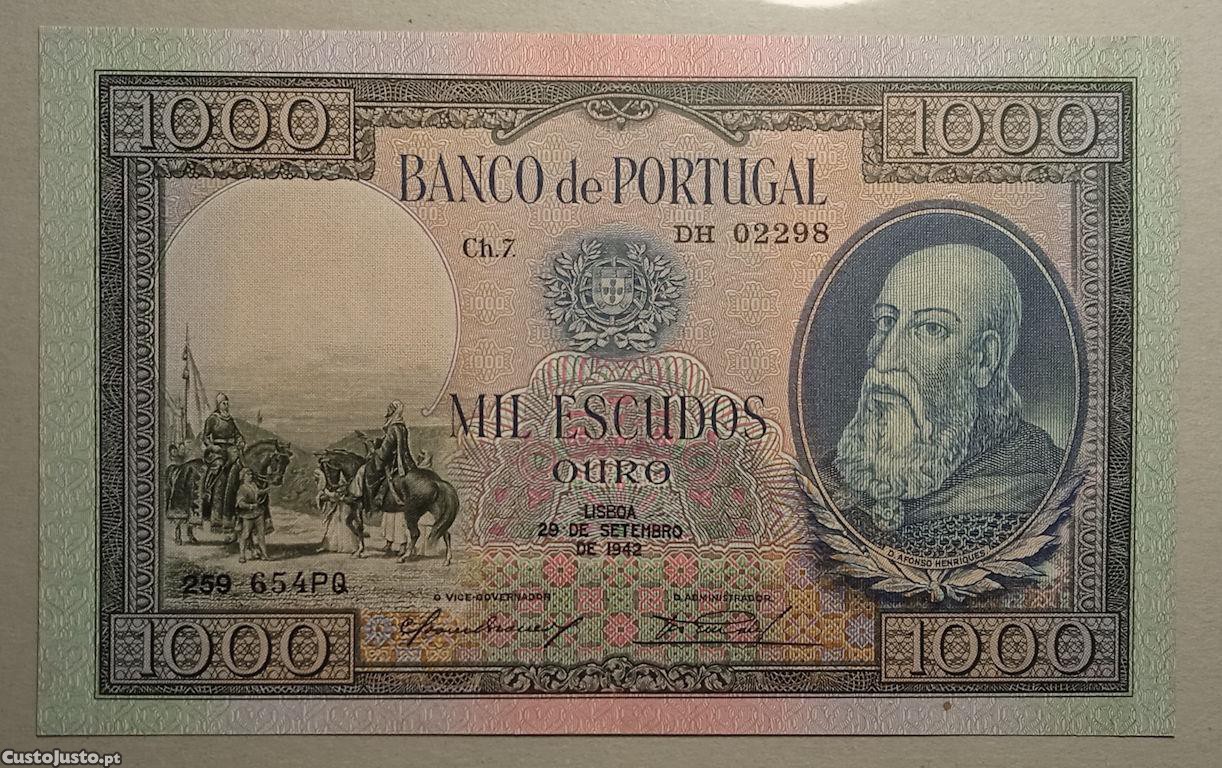 1000 1000
BANCO de PORTUGAL
Ch. 7. DH 02298
MIL ESCUDOS
OURO
LISBOA
29 DE SETEMBRO
DE 1942
D. AFONSO HENRIQUES
259 654PQ
O VICE-GOVERNADOR O ADMINISTRADOR
1000 1000
CustoJusto.pt